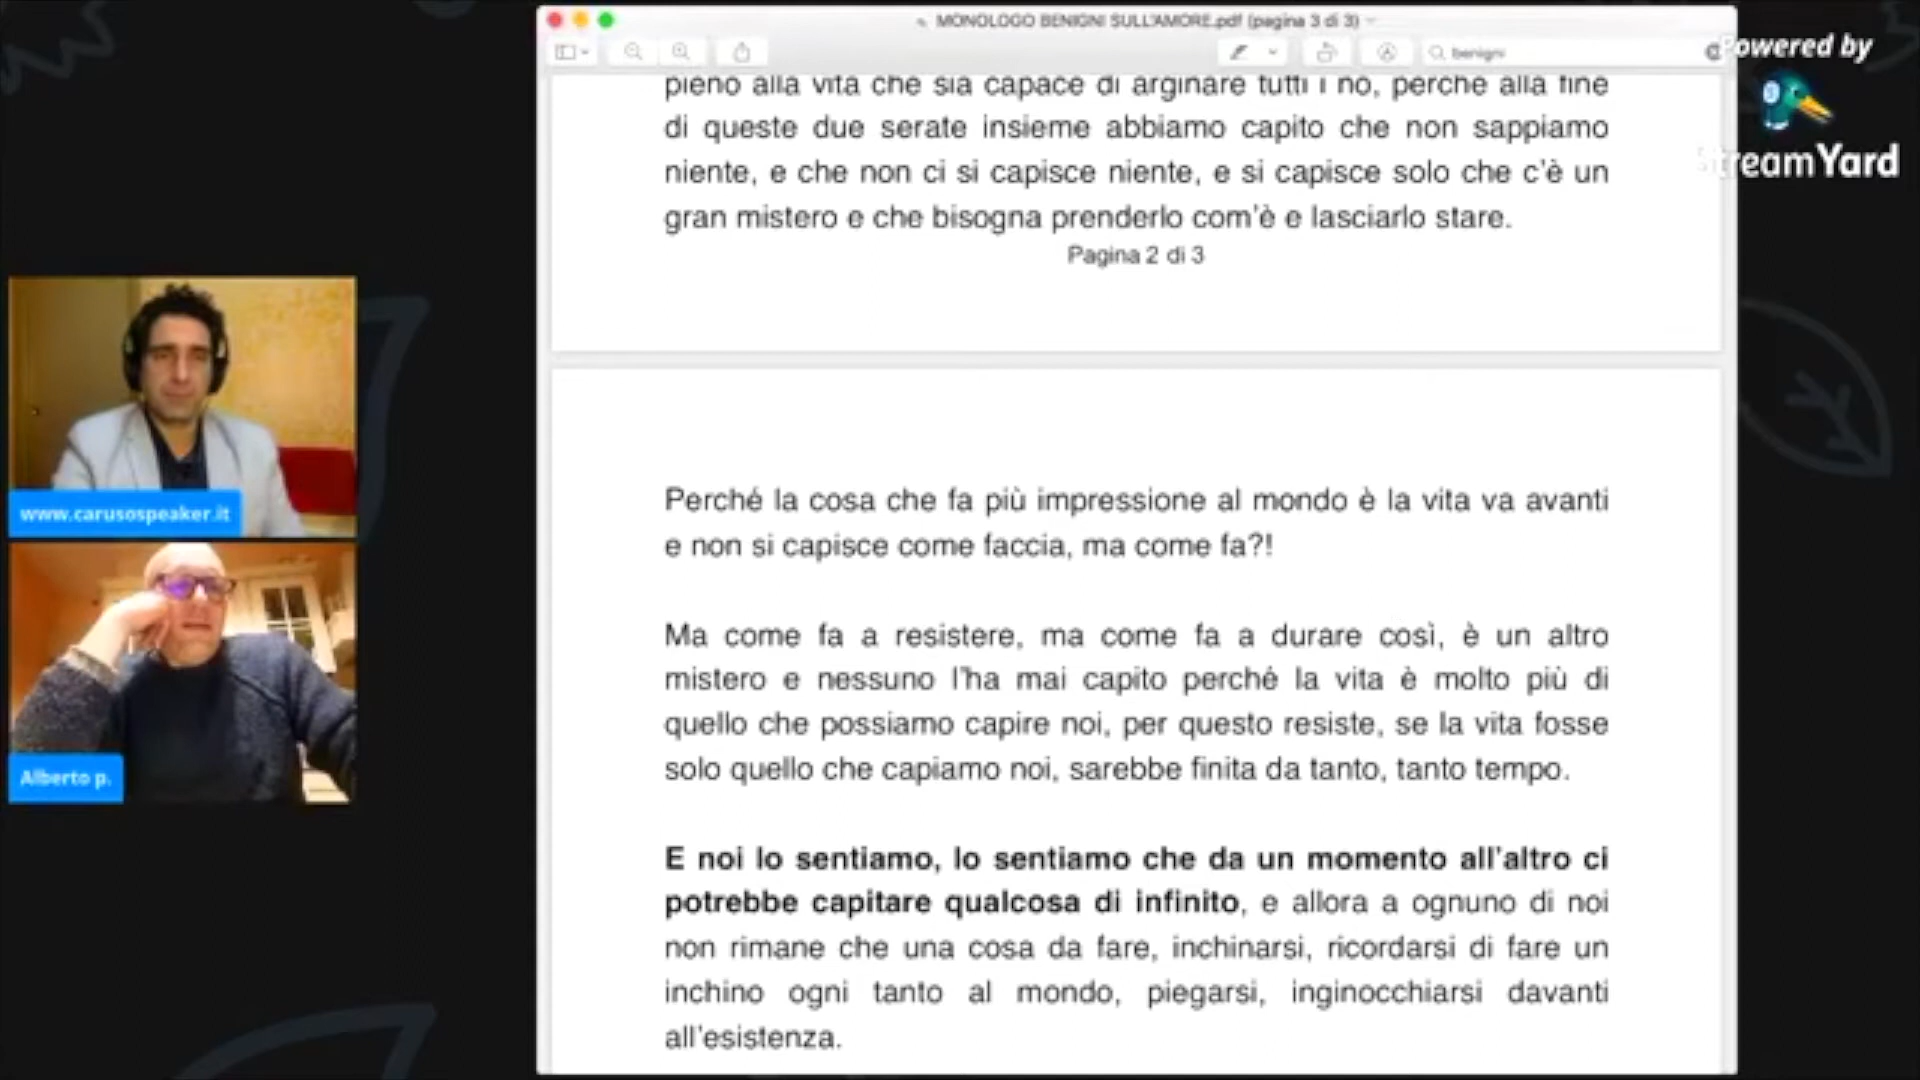 MONOLOGO BENIGNI SULL'AMORE.pdf (pagina 3 di 3)
benigni
Powered by
StreamYard
pieno alla vita che sia capace di arginare tutti i no, perché alla fine
di queste due serate insieme abbiamo capito che non sappiamo
niente, e che non ci si capisce niente, e si capisce solo che c'è un
gran mistero e che bisogna prenderlo com'è e lasciarlo stare.
Pagina 2 di 3
Perché la cosa che fa più impressione al mondo è la vita va avanti
e non si capisce come faccia, ma come fa?!
Ma come fa a resistere, ma come fa a durare così, è un altro
mistero e nessuno l'ha mai capito perché la vita è molto più di
quello che possiamo capire noi, per questo resiste, se la vita fosse
solo quello che capiamo noi, sarebbe finita da tanto, tanto tempo.
E noi lo sentiamo, lo sentiamo che da un momento all'altro ci
potrebbe capitare qualcosa di infinito, e allora a ognuno di noi
non rimane che una cosa da fare, inchinarsi, ricordarsi di fare un
inchino ogni tanto al mondo, piegarsi, inginocchiarsi davanti
all'esistenza.
www.carusospeaker.it
Alberto p.